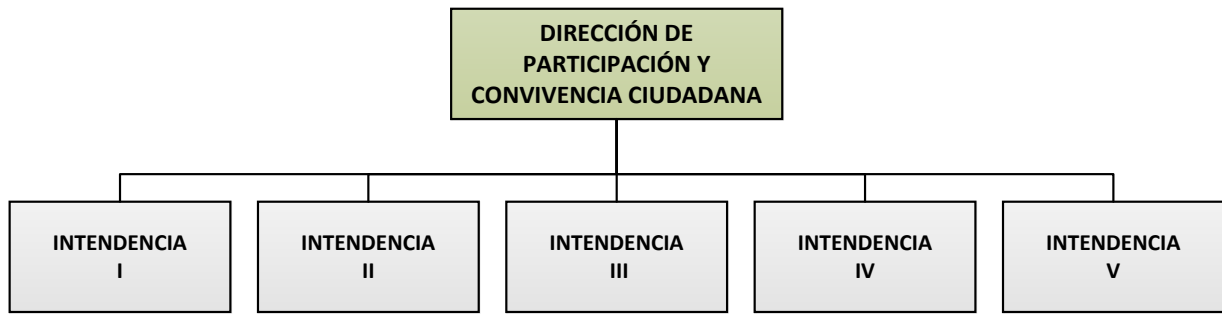 DIRECCIÓN DE
PARTICIPACIÓN Y
CONVIVENCIA CIUDADANA
INTENDENCIA
I
INTENDENCIA
II
INTENDENCIA
III
INTENDENCIA
IV
INTENDENCIA
V